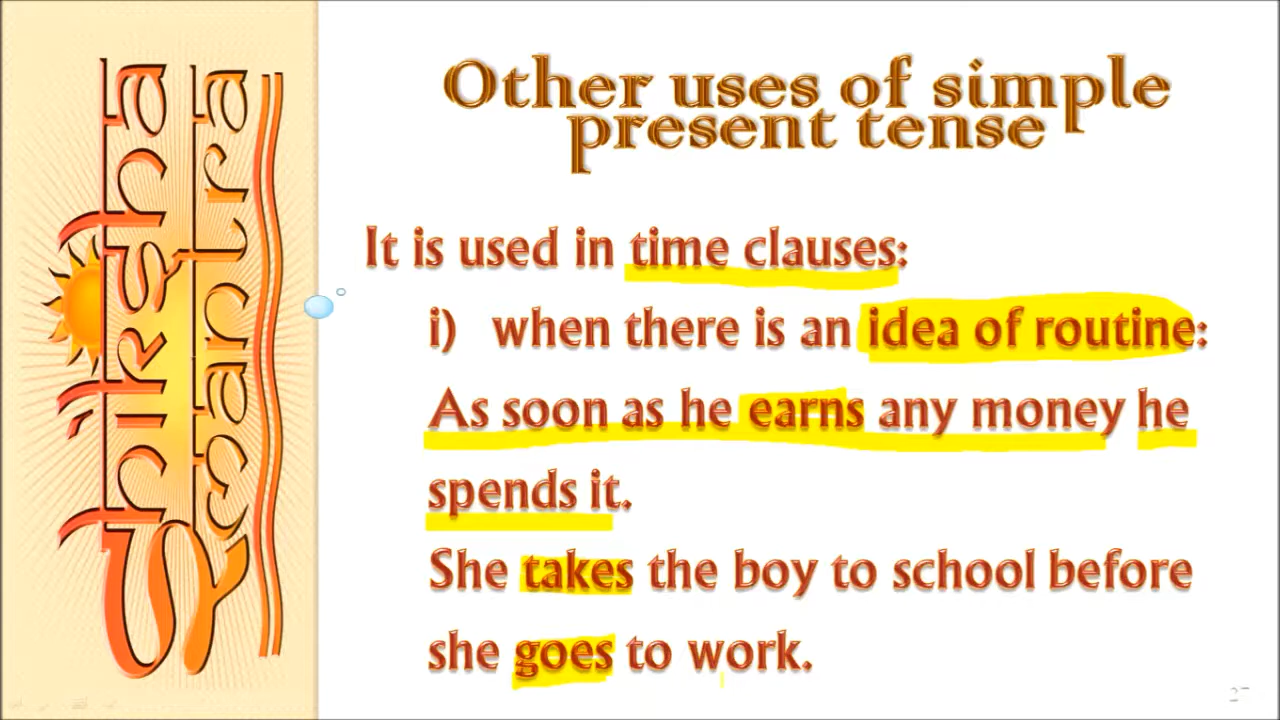 Shiksha
Mantra
Other uses of simple
present tense
It is used in time clauses:
i) when there is an idea of routine:
As soon as he earns any money he
spends it.
She takes the boy to school before
she goes to work.